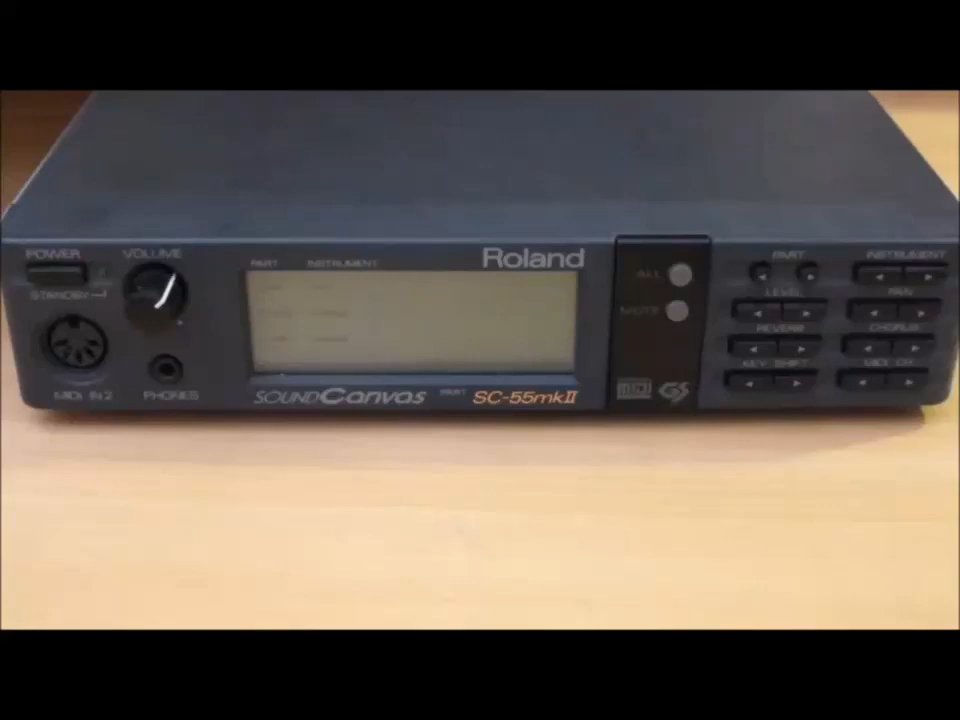 POWER
VOLUME
STANDBY
MIDI IN 2
PHONES
PART
INSTRUMENT
Roland
SOUND Canvas
SC-55mkII
ALL
MUTE
MIDI
GS
PART
INSTRUMENT
LEVEL
PAN
REVERB
CHORUS
KEY SHIFT
MIDI CH